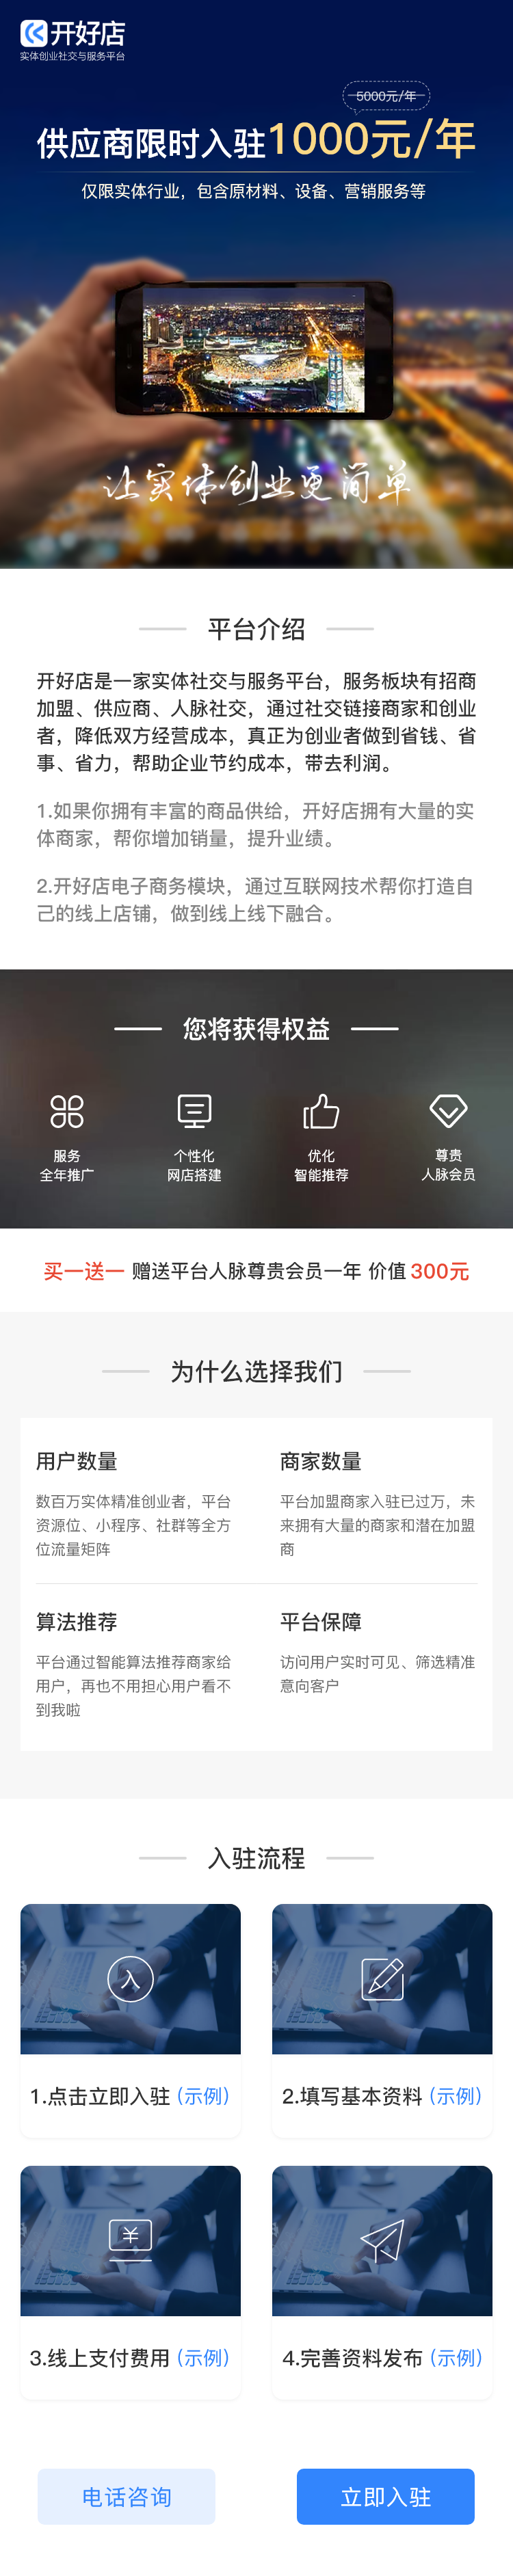 开好店
实体创业社交与服务平台
5000元/年
供应商限时入驻1000元/年
仅限实体行业，包含原材料、设备、营销服务等
让实体创业更简单
平台介绍
开好店是一家实体社交与服务平台，服务板块有招商
加盟、供应商、人脉社交，通过社交链接商家和创业
者，降低双方经营成本，真正为创业者做到省钱、省
事、省力，帮助企业节约成本，带去利润。
1.如果你拥有丰富的商品供给，开好店拥有大量的实
体商家，帮你增加销量，提升业绩。
2.开好店电子商务模块，通过互联网技术帮你打造自
己的线上店铺，做到线上线下融合。
您将获得权益
服务
全年推广
个性化
网店搭建
优化
智能推荐
尊贵
人脉会员
买一送一 赠送平台人脉尊贵会员一年 价值300元
为什么选择我们
用户数量
数百万实体精准创业者，平台
资源位、小程序、社群等全方
位流量矩阵
商家数量
平台加盟商家入驻已过万，未
来拥有大量的商家和潜在加盟
商
算法推荐
平台通过智能算法推荐商家给
用户，再也不用担心用户看不
到我啦
平台保障
访问用户实时可见、筛选精准
意向客户
入驻流程
入
1.点击立即入驻 (示例)
2.填写基本资料 (示例)
¥
3.线上支付费用 (示例)
4.完善资料发布 (示例)
电话咨询
立即入驻